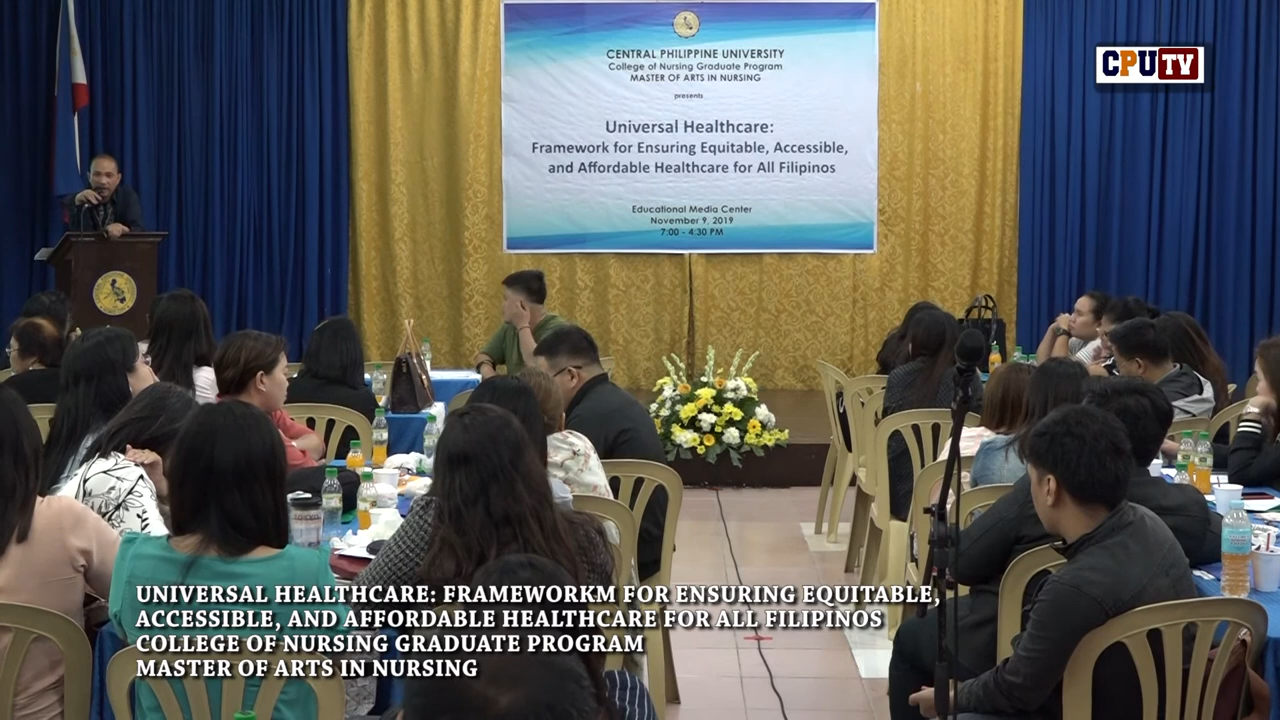 CENTRAL PHILIPPINE UNIVERSITY
College of Nursing Graduate Program
MASTER OF ARTS IN NURSING
presents
Universal Healthcare:
Framework for Ensuring Equitable, Accessible,
and Affordable Healthcare for All Filipinos
Educational Media Center
November 9, 2019
7:00 - 4:30 PM
CPUTV
UNIVERSAL HEALTHCARE: FRAMEWORKM FOR ENSURING EQUITABLE,
ACCESSIBLE, AND AFFORDABLE HEALTHCARE FOR ALL FILIPINOS
COLLEGE OF NURSING GRADUATE PROGRAM
MASTER OF ARTS IN NURSING